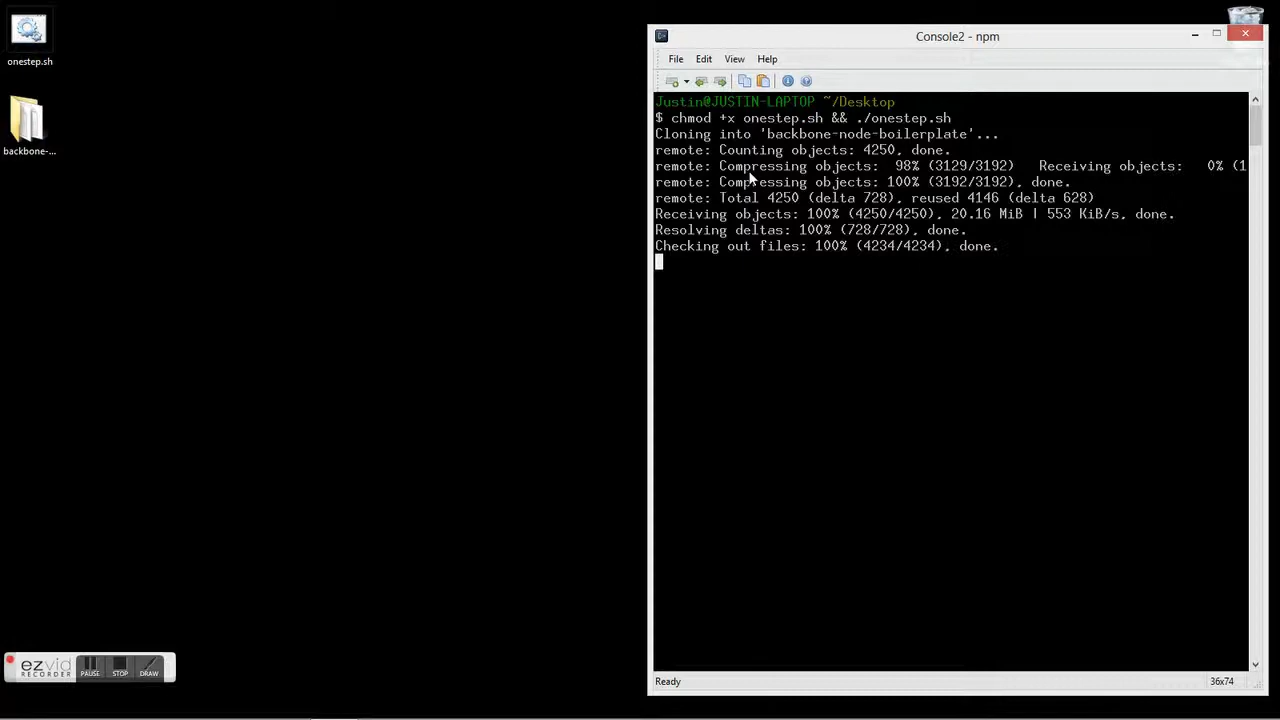 onestep.sh
backbone-...
Console2 - npm
File Edit View Help
Justin@JUSTIN-LAPTOP ~/Desktop
$ chmod +x onestep.sh && ./onestep.sh
Cloning into 'backbone-node-boilerplate'...
remote: Counting objects: 4250, done.
remote: Compressing objects:  98% (3129/3192)   Receiving objects:   0% (1
remote: Compressing objects: 100% (3192/3192), done.
remote: Total 4250 (delta 728), reused 4146 (delta 628)
Receiving objects: 100% (4250/4250), 20.16 MiB | 553 KiB/s, done.
Resolving deltas: 100% (728/728), done.
Checking out files: 100% (4234/4234), done.
Ready
36x74
ezvid
RECORDER
PAUSE STOP DRAW